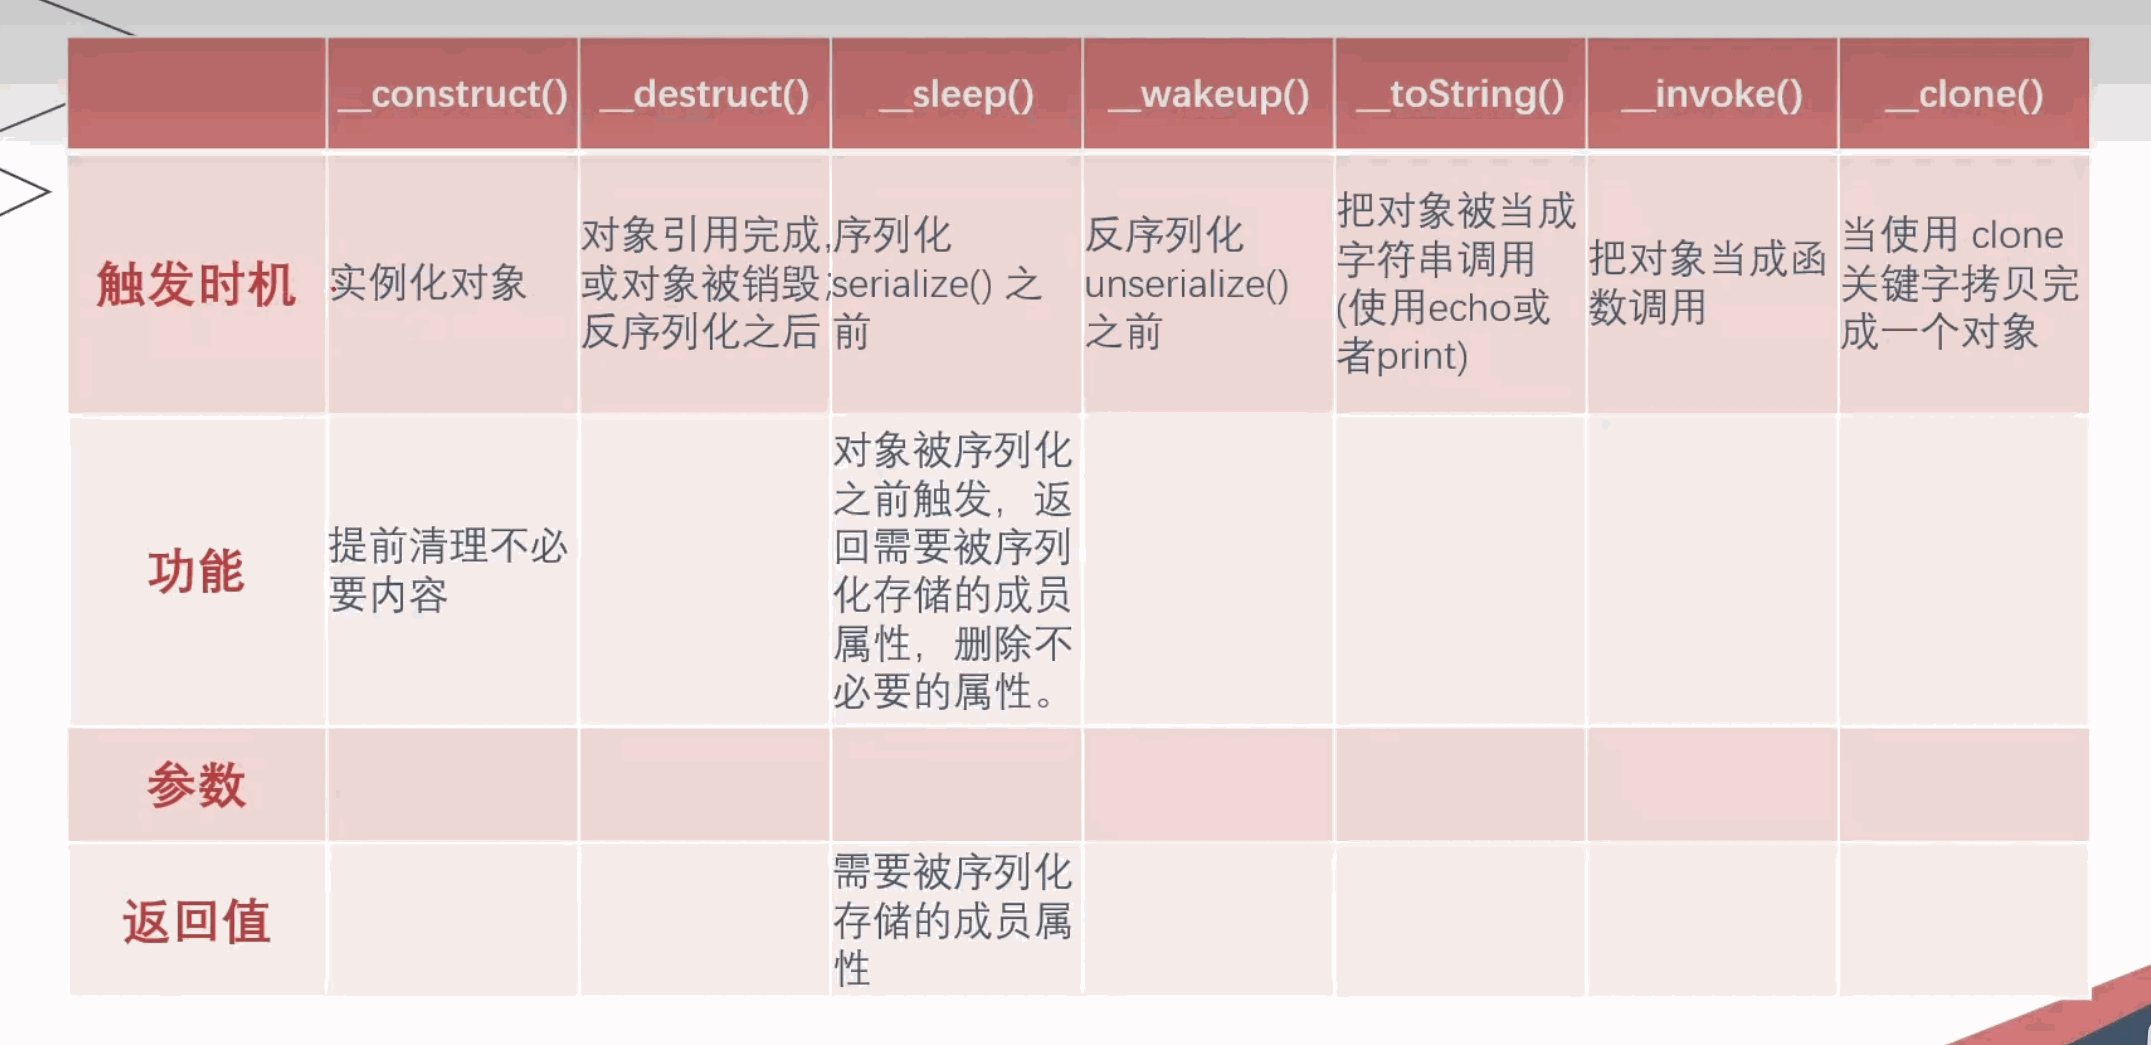 __construct() __destruct() __sleep() __wakeup() __toString() __invoke() __clone()
触发时机
实例化对象
对象引用完成,
或对象被销毁;
反序列化之后
序列化
serialize() 之
前
反序列化
unserialize()
之前
把对象被当成
字符串调用
(使用echo或
者print)
把对象当成函
数调用
当使用 clone
关键字拷贝完
成一个对象
功能
提前清理不必
要内容
对象被序列化
之前触发，返
回需要被序列
化存储的成员
属性，删除不
必要的属性。
参数
返回值
需要被序列化
存储的成员属
性